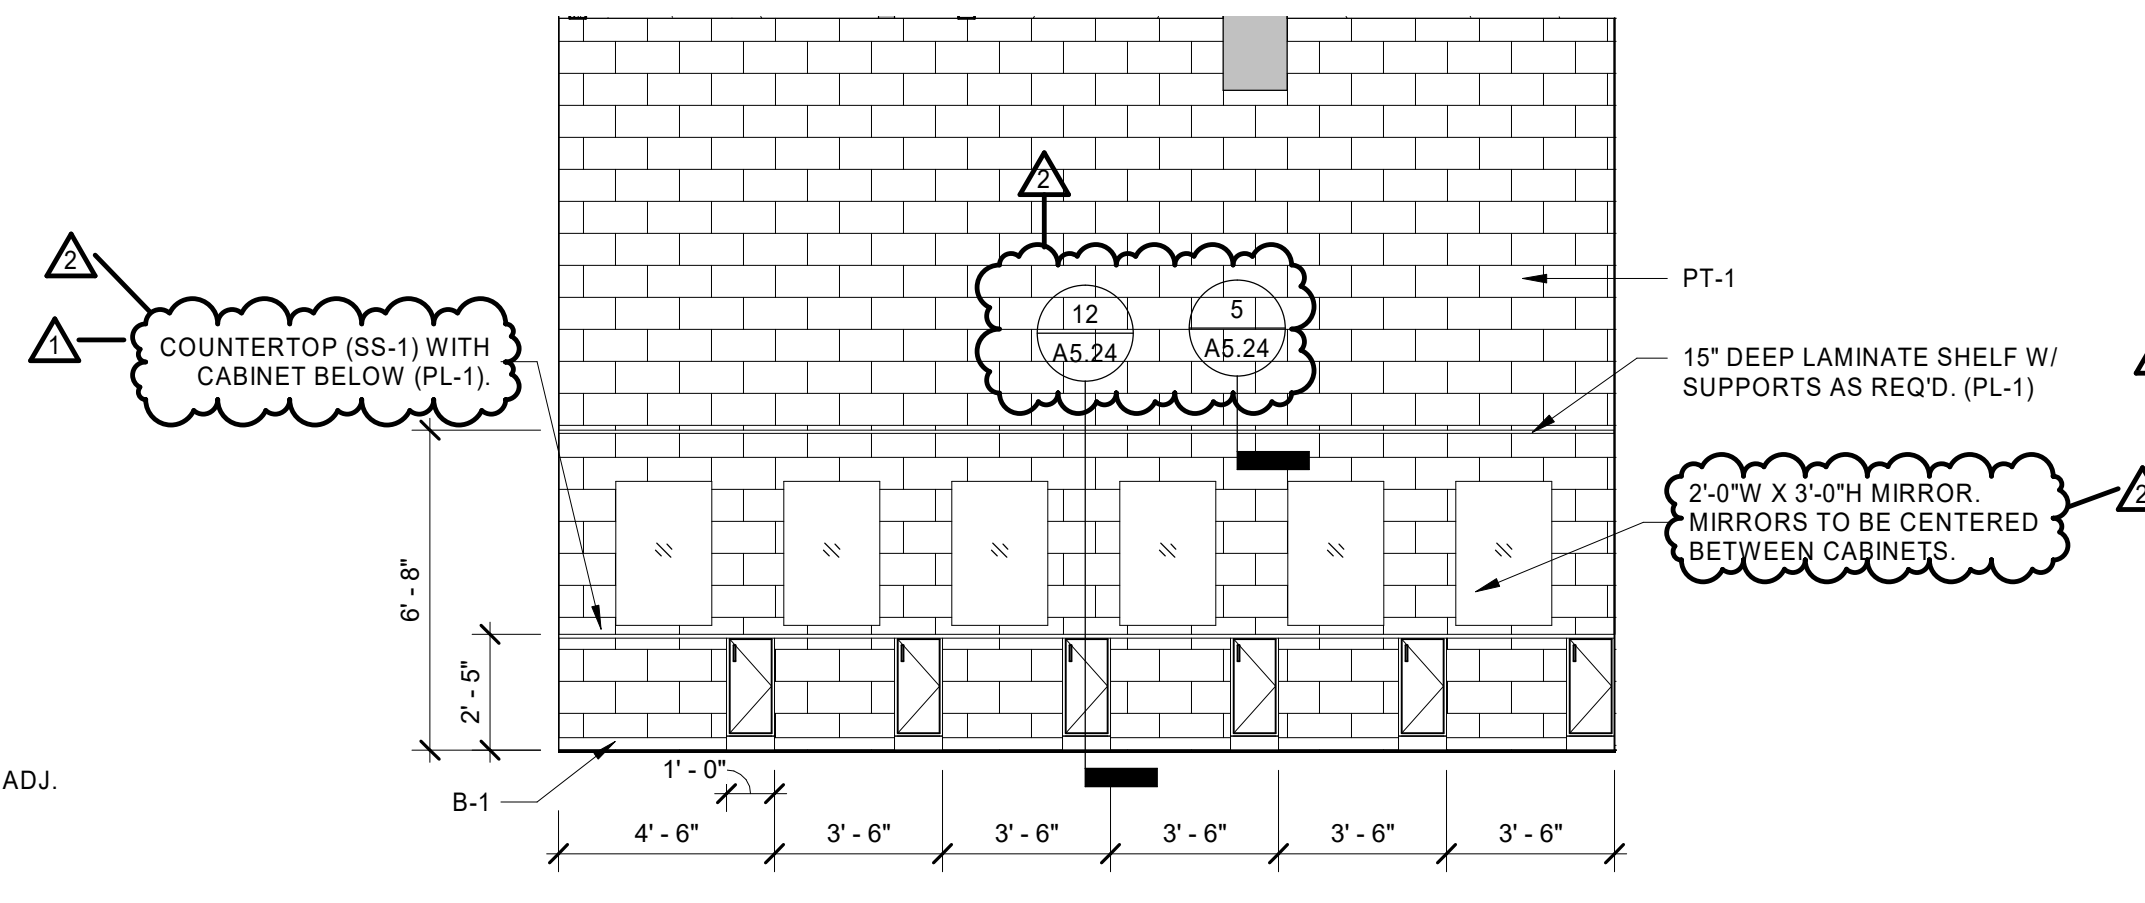 2
12
A5.24
5
A5.24
2
1
COUNTERTOP (SS-1) WITH
CABINET BELOW (PL-1).
PT-1
15" DEEP LAMINATE SHELF W/
SUPPORTS AS REQ'D. (PL-1)
2'-0"W X 3'-0"H MIRROR.
MIRRORS TO BE CENTERED
BETWEEN CABINETS.
2
6' - 8"
2' - 5"
ADJ.
B-1
1' - 0"
4' - 6"
3' - 6"
3' - 6"
3' - 6"
3' - 6"
3' - 6"